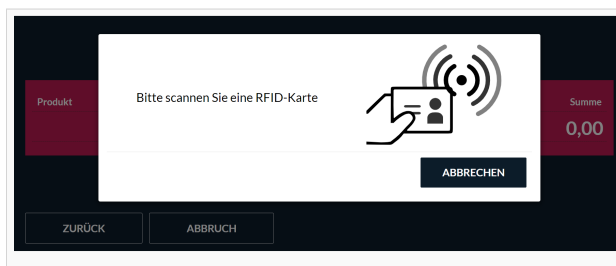 Bitte scannen Sie eine RFID-Karte
Produkt
Summe
0,00
ABBRECHEN
ZURÜCK
ABBRUCH